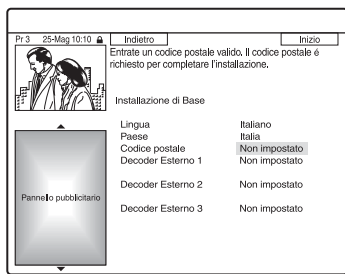 Pr 3 25-Mag 10:10 Indietro Inizio
Entrate un codice postale valido. Il codice postale é
richiesto per completare l'installazione.
Installazione di Base
Lingua Italiano
Paese Italia
Codice postale Non impostato
Decoder Esterno 1 Non impostato
Decoder Esterno 2 Non impostato
Decoder Esterno 3 Non impostato
Pannello pubblicitario